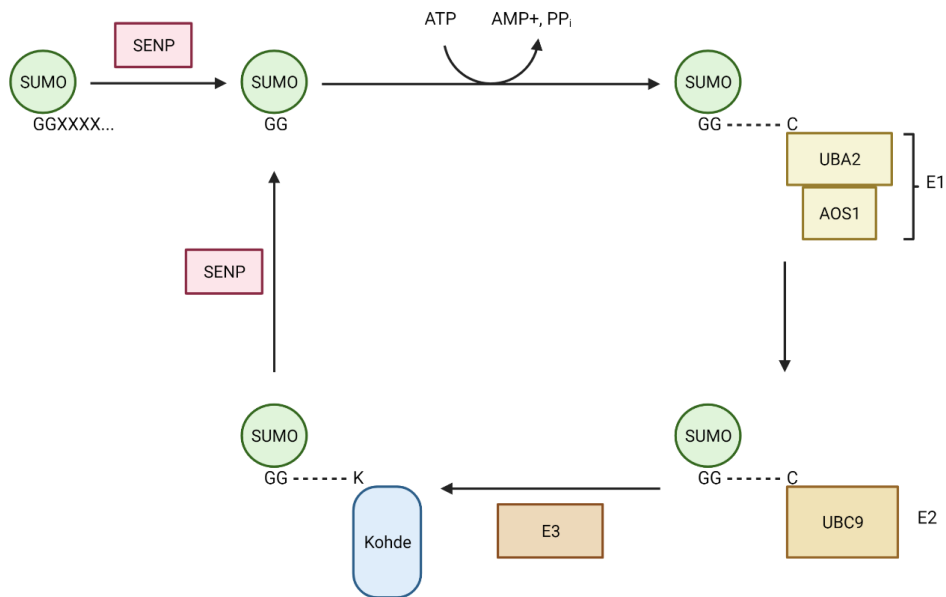 SENP
ATP
AMP+, PPi
SUMO
SUMO
SUMO
GGXXXX...
GG
GG
C
UBA2
E1
AOS1
SENP
SUMO
SUMO
GG
K
GG
C
Kohde
E3
UBC9
E2